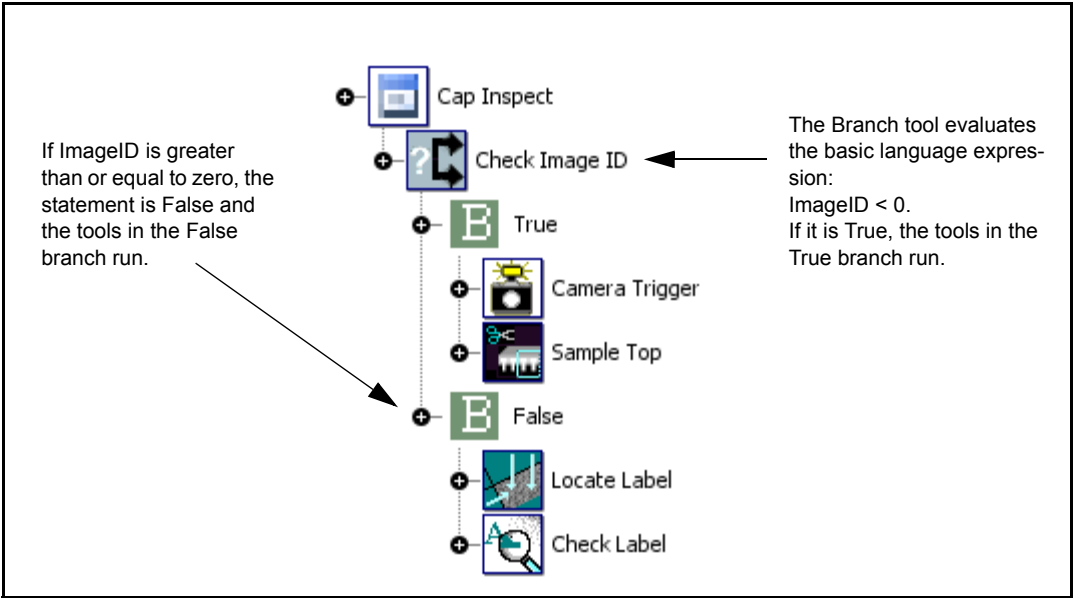 Cap Inspect
If ImageID is greater
than or equal to zero, the
statement is False and
the tools in the False
branch run.
? Check Image ID
The Branch tool evaluates
the basic language expres-
sion:
ImageID < 0.
If it is True, the tools in the
True branch run.
B True
Camera Trigger
Sample Top
B False
Locate Label
A Check Label